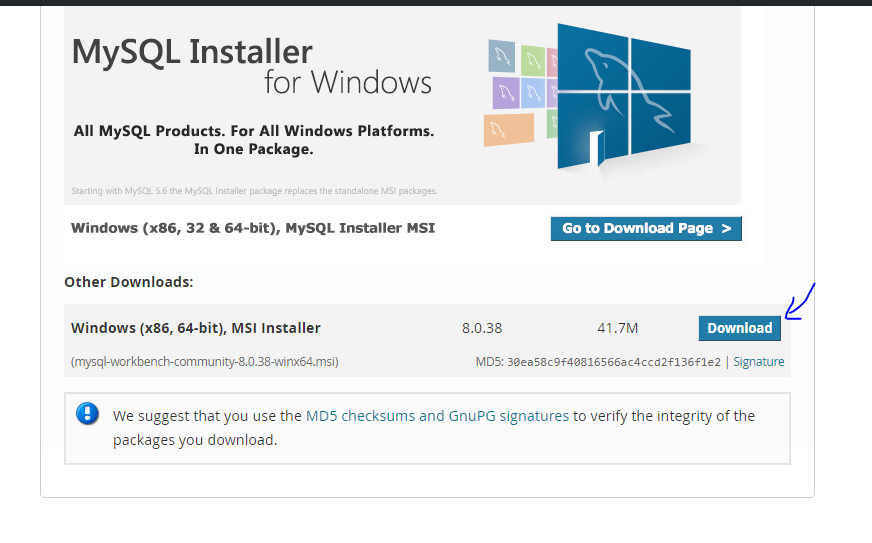 MySQL Installer
for Windows
All MySQL Products. For All Windows Platforms.
In One Package.
Starting with MySQL 5.6 the MySQL Installer package replaces the standalone MSI packages.
Windows (x86, 32 & 64-bit), MySQL Installer MSI
Go to Download Page >
Other Downloads:
Windows (x86, 64-bit), MSI Installer 8.0.38 41.7M Download
(mysql-workbench-community-8.0.38-winx64.msi) MD5: 30ea58c9f40816566ac4ccd2f136f1e2 | Signature
We suggest that you use the MD5 checksums and GnuPG signatures to verify the integrity of the
packages you download.